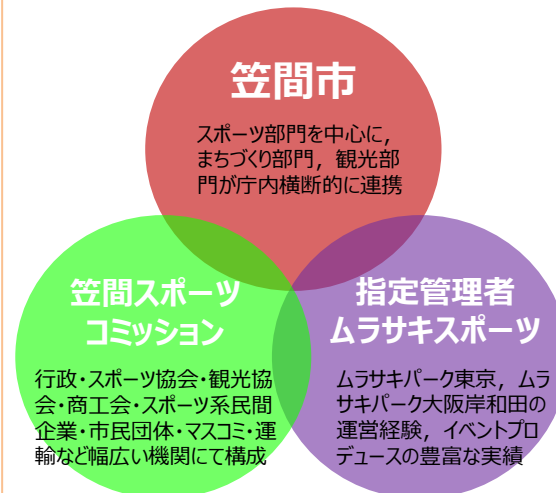 笠間市
スポーツ部門を中心に，
まちづくり部門，観光部
門が庁内横断的に連携
笠間スポーツ
コミッション
行政・スポーツ協会・観光協
会・商工会・スポーツ系民間
企業・市民団体・マスコミ・運
輸など幅広い機関にて構成
指定管理者
ムラサキスポーツ
ムラサキパーク東京，ムラ
サキパーク大阪岸和田の
運営経験，イベントプロ
デュースの豊富な実績